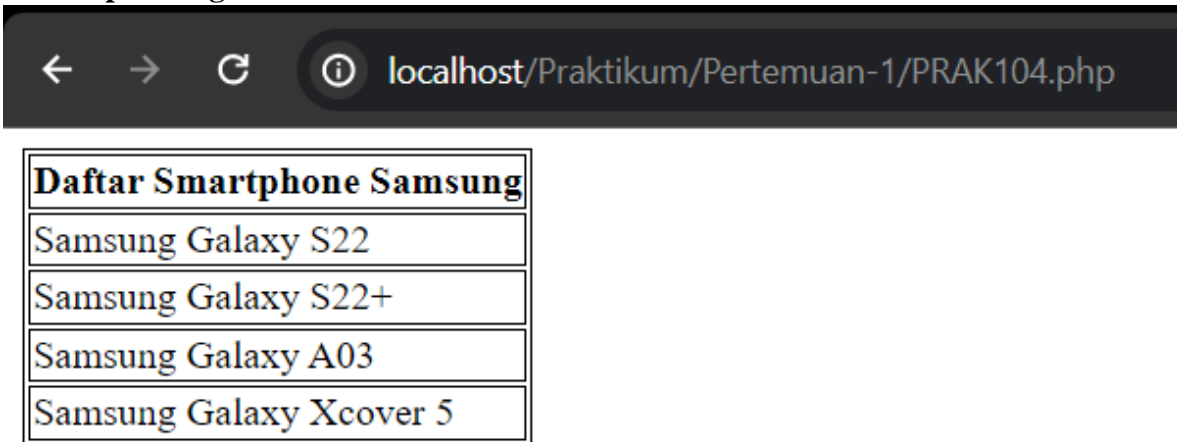 localhost/Praktikum/Pertemuan-1/PRAK104.php
Daftar Smartphone Samsung
Samsung Galaxy S22
Samsung Galaxy S22+
Samsung Galaxy A03
Samsung Galaxy Xcover 5